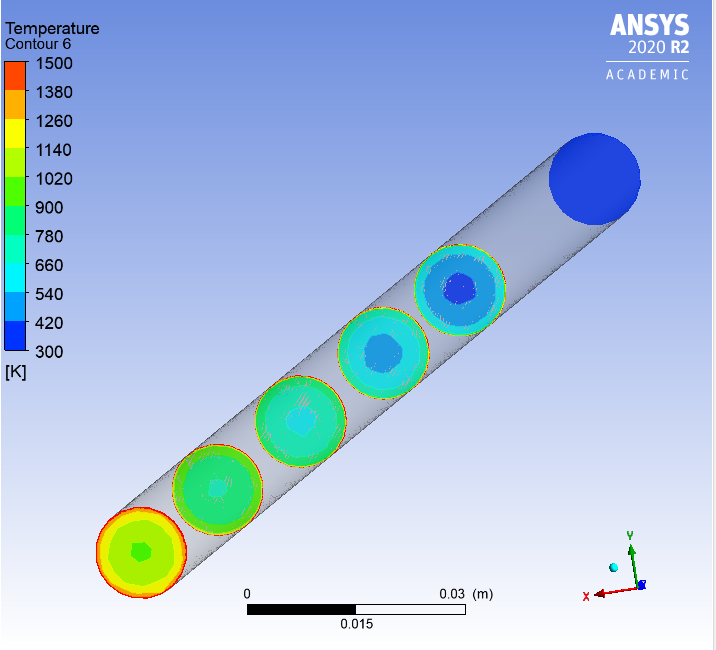 Temperature
Contour 6
1500
1380
1260
1140
1020
900
780
660
540
420
300
[K]
ANSYS
2020 R2
ACADEMIC
Y
X
Z
0
0.03 (m)
0.015